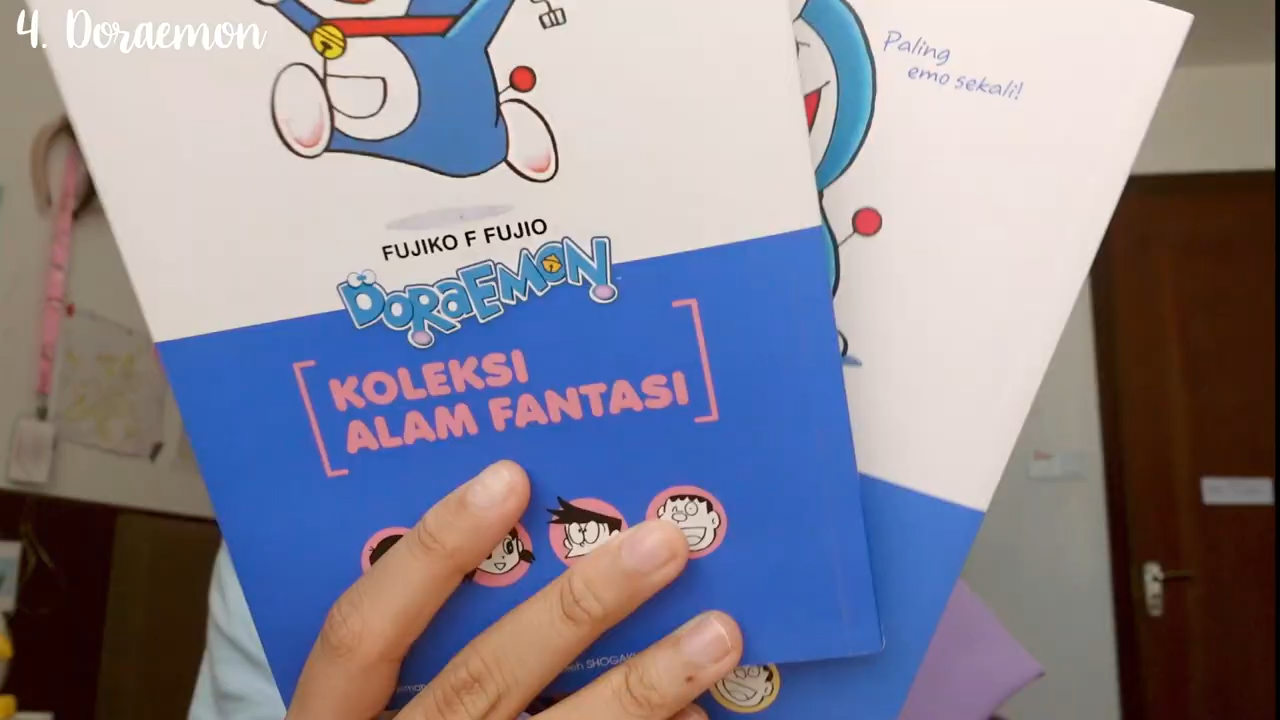 4. Doraemon
Paling
emo sekali!
FUJIKO F FUJIO
DORAEMON
KOLEKSI
ALAM FANTASI